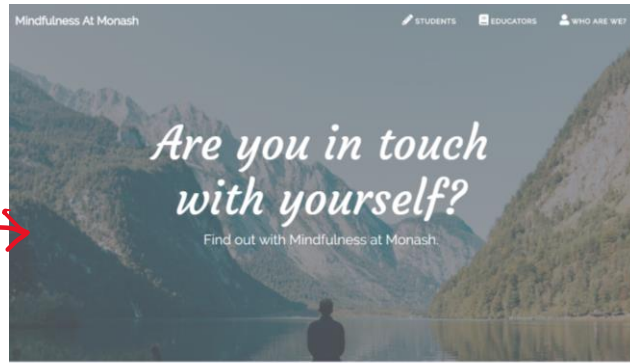 Mindfulness At Monash
STUDENTS EDUCATORS WHO ARE WE?
Are you in touch
with yourself?
Find out with Mindfulness at Monash.